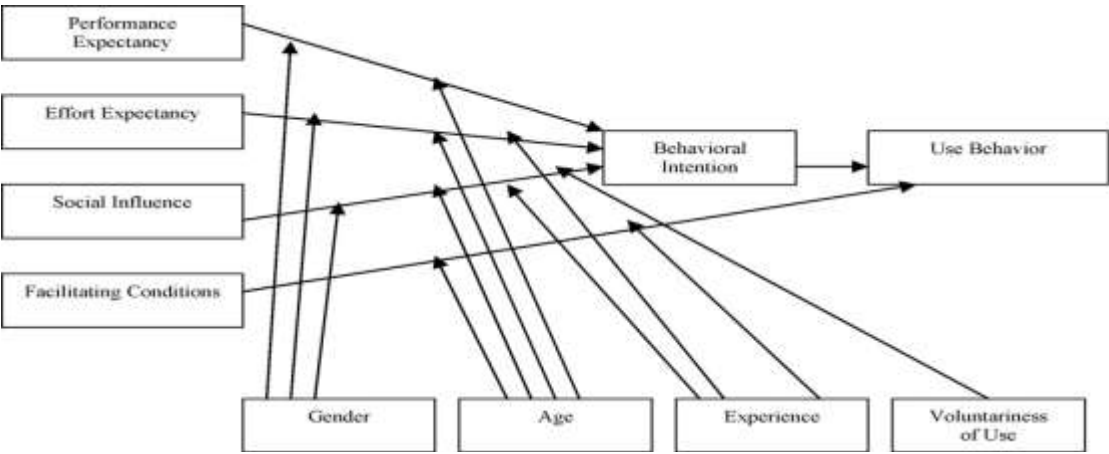 Performance
Expectancy
Effort Expectancy
Behavioral
Intention
Use Behavior
Social Influence
Facilitating Conditions
Gender
Age
Experience
Voluntariness
of Use